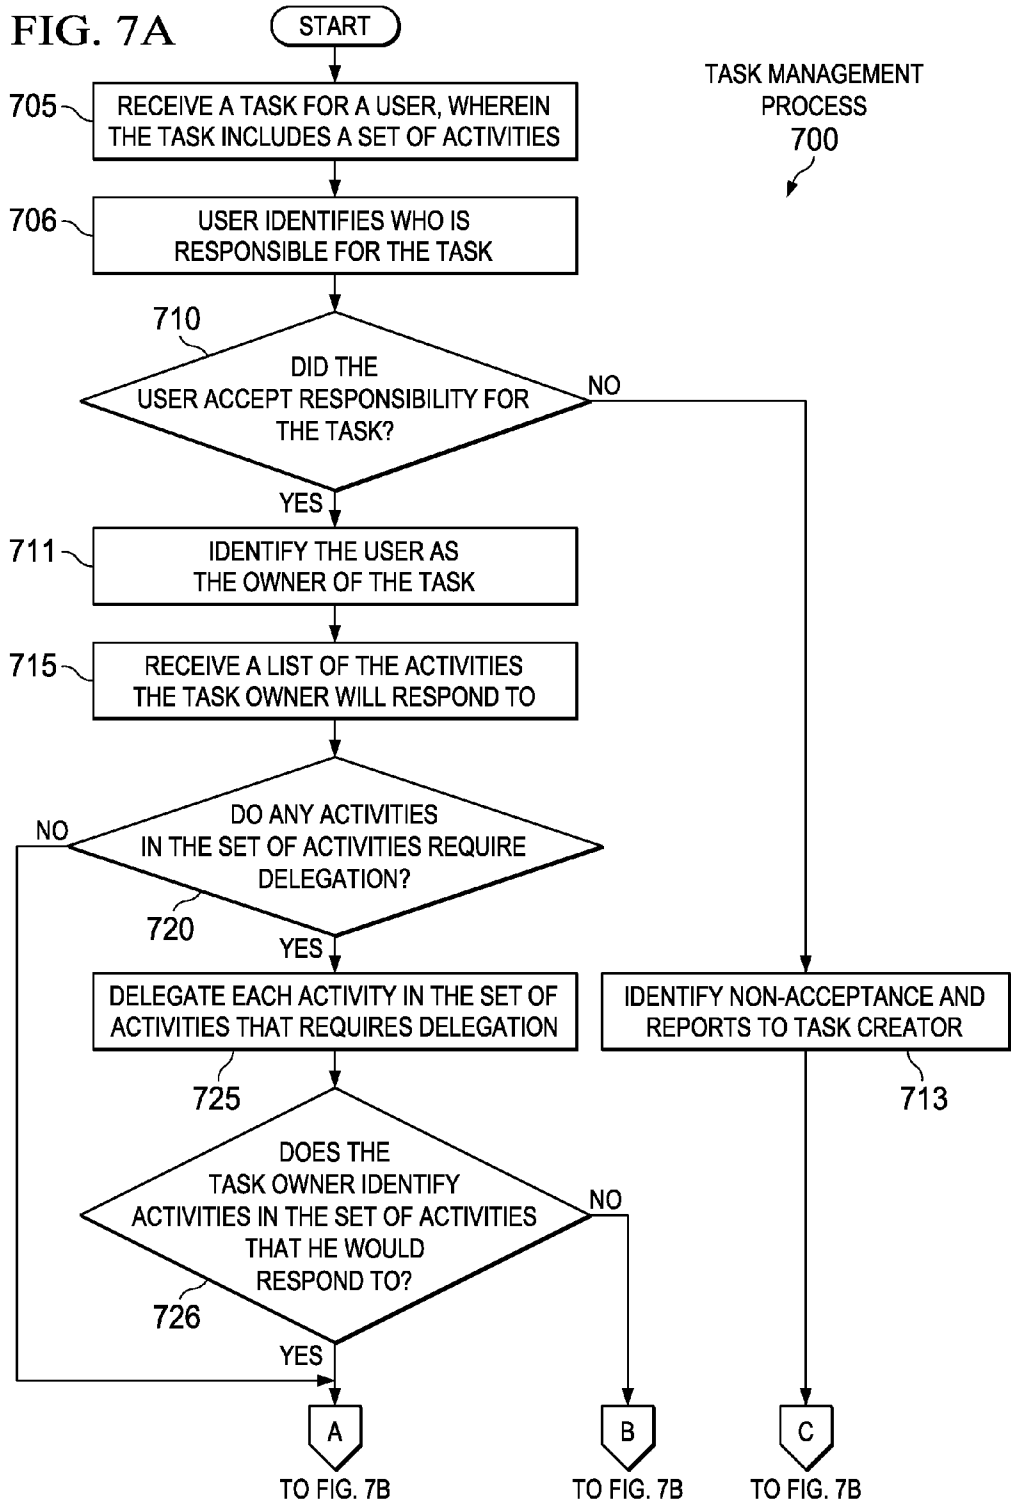 FIG. 7A
START
TASK MANAGEMENT
PROCESS
700
705
RECEIVE A TASK FOR A USER, WHEREIN
THE TASK INCLUDES A SET OF ACTIVITIES
706
USER IDENTIFIES WHO IS
RESPONSIBLE FOR THE TASK
710
DID THE
USER ACCEPT RESPONSIBILITY FOR
THE TASK?
NO
YES
711
IDENTIFY THE USER AS
THE OWNER OF THE TASK
715
RECEIVE A LIST OF THE ACTIVITIES
THE TASK OWNER WILL RESPOND TO
DO ANY ACTIVITIES
IN THE SET OF ACTIVITIES REQUIRE
DELEGATION?
NO
720
YES
DELEGATE EACH ACTIVITY IN THE SET OF
ACTIVITIES THAT REQUIRES DELEGATION
725
IDENTIFY NON-ACCEPTANCE AND
REPORTS TO TASK CREATOR
713
DOES THE
TASK OWNER IDENTIFY
ACTIVITIES IN THE SET OF ACTIVITIES
THAT HE WOULD
RESPOND TO?
NO
726
YES
A
TO FIG. 7B
B
TO FIG. 7B
C
TO FIG. 7B